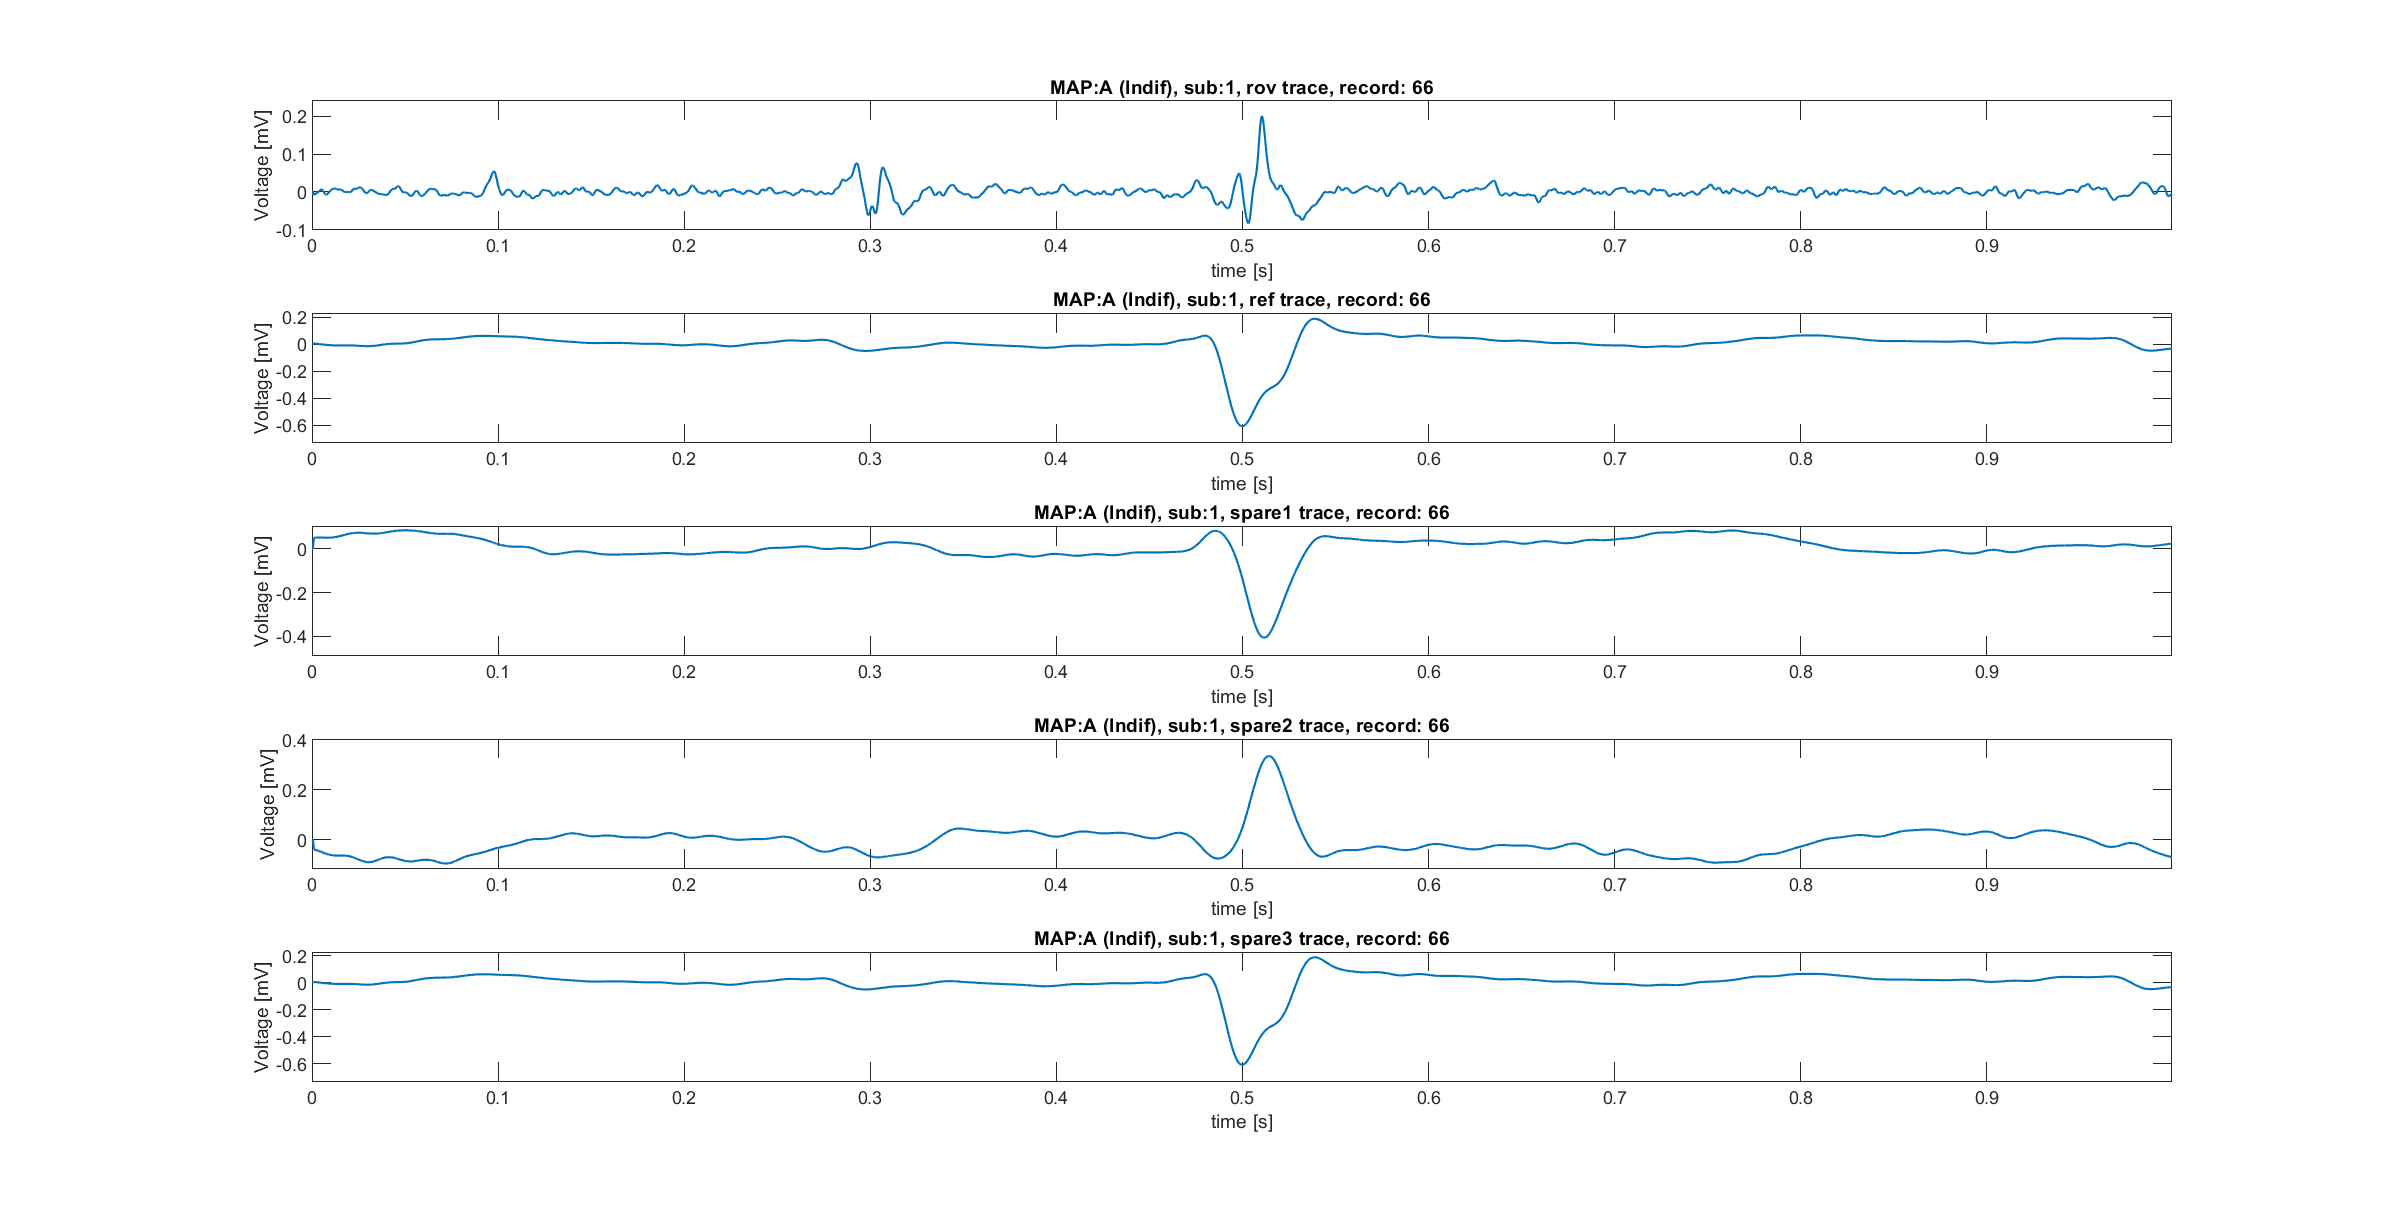 MAP:A (Indif), sub:1, rov trace, record: 66
Voltage [mV]
0.2
0.1
0
-0.1
0 0.1 0.2 0.3 0.4 0.5 0.6 0.7 0.8 0.9
time [s]
MAP:A (Indif), sub:1, ref trace, record: 66
Voltage [mV]
0.2
0
-0.2
-0.4
-0.6
0 0.1 0.2 0.3 0.4 0.5 0.6 0.7 0.8 0.9
time [s]
MAP:A (Indif), sub:1, spare1 trace, record: 66
Voltage [mV]
0
-0.2
-0.4
0 0.1 0.2 0.3 0.4 0.5 0.6 0.7 0.8 0.9
time [s]
MAP:A (Indif), sub:1, spare2 trace, record: 66
Voltage [mV]
0.4
0.2
0
0 0.1 0.2 0.3 0.4 0.5 0.6 0.7 0.8 0.9
time [s]
MAP:A (Indif), sub:1, spare3 trace, record: 66
Voltage [mV]
0.2
0
-0.2
-0.4
-0.6
0 0.1 0.2 0.3 0.4 0.5 0.6 0.7 0.8 0.9
time [s]